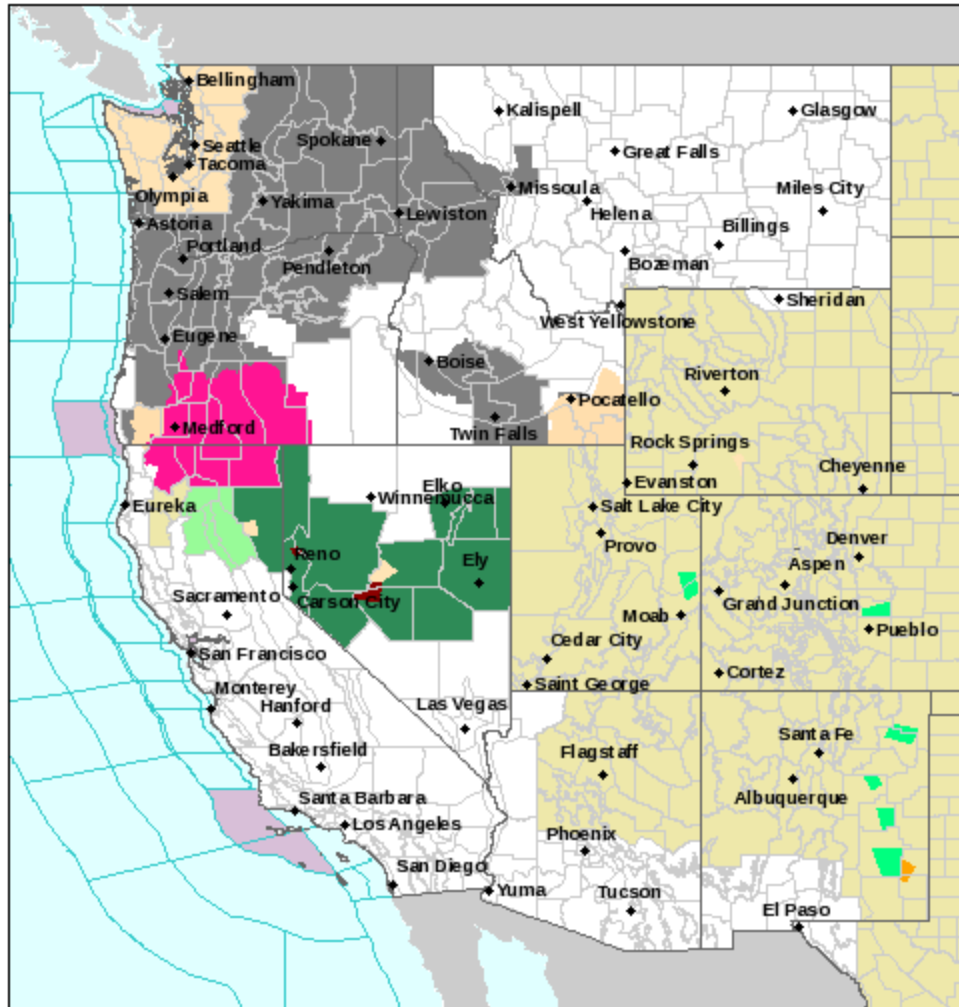 Bellingham
Kalispell
Glasgow
Seattle
Spokane
Great Falls
Tacoma
Olympia
Missoula
Miles City
Yakima
Lewiston
Helena
Astoria
Billings
Portland
Pendleton
Bozeman
Salem
Sheridan
West Yellowstone
Eugene
Boise
Riverton
Pocatello
Medford
Twin Falls
Rock Springs
Cheyenne
Evanston
Elko
Winnemucca
Eureka
Salt Lake City
Provo
Denver
Reno
Ely
Aspen
Sacramento
Carson City
Grand Junction
Moab
Pueblo
Cedar City
San Francisco
Cortez
Saint George
Monterey
Hanford
Las Vegas
Santa Fe
Bakersfield
Flagstaff
Albuquerque
Santa Barbara
Los Angeles
Phoenix
San Diego
Yuma
Tucson
El Paso